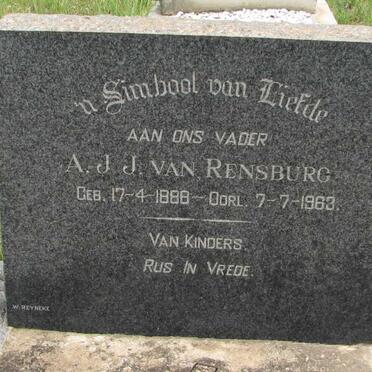 'n Simbool van Liefde
AAN ONS VADER
A. J. J. VAN RENSBURG
GEB. 17-4-1888 - OORL. 7-7-1963
VAN KINDERS.
RUS IN VREDE.
W. REYNEKE